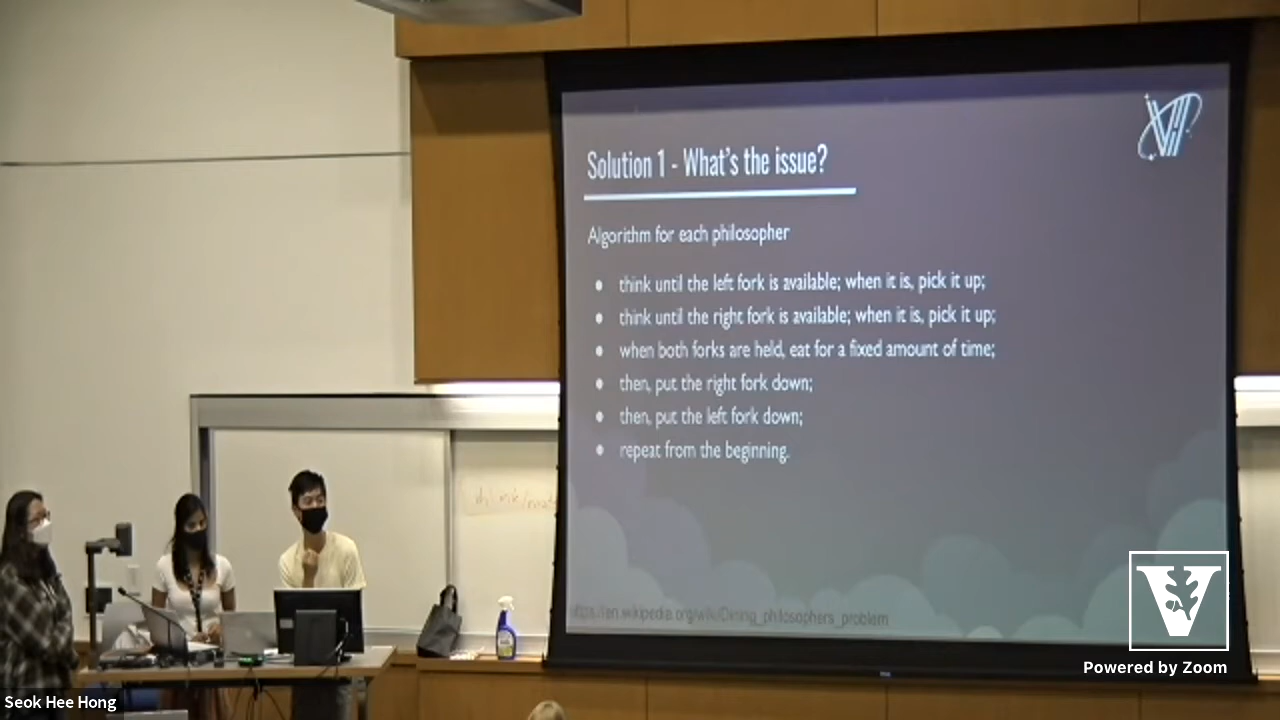 Solution 1 - What's the issue?
Algorithm for each philosopher
● think until the left fork is available; when it is, pick it up;
● think until the right fork is available; when it is, pick it up;
● when both forks are held, eat for a fixed amount of time;
● then, put the right fork down;
● then, put the left fork down;
● repeat from the beginning.
https://en.wikipedia.org/wiki/Dining_philosophers_problem
V
Powered by Zoom
Seok Hee Hong